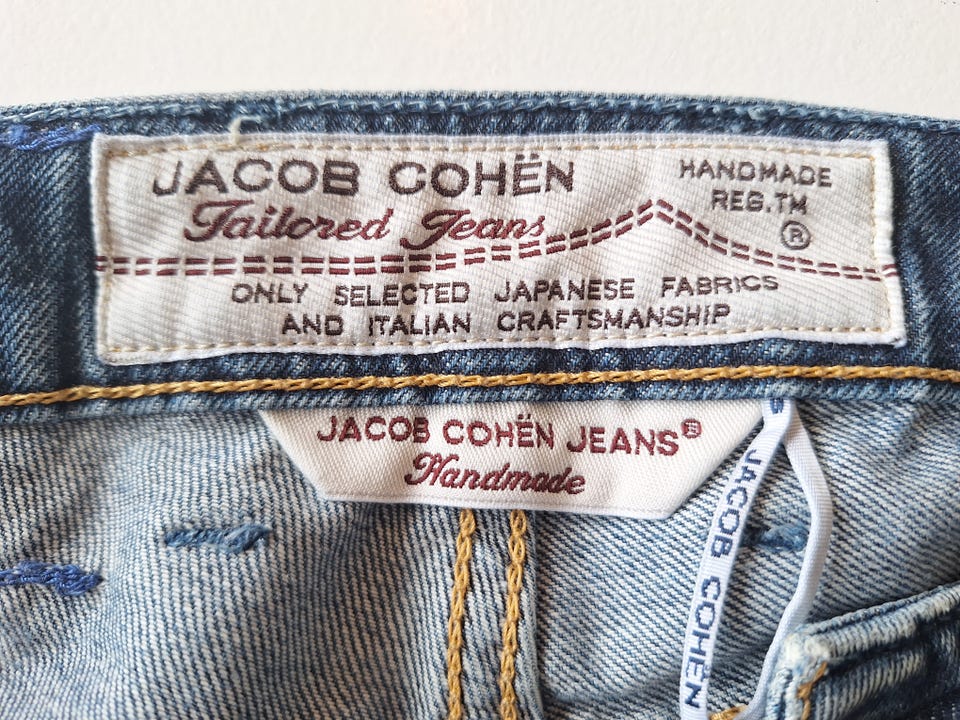 JACOB COHËN
Tailored Jeans
HANDMADE
REG.TM
®
ONLY SELECTED JAPANESE FABRICS
AND ITALIAN CRAFTSMANSHIP
JACOB COHËN JEANS®
Handmade
JACOB COHEN